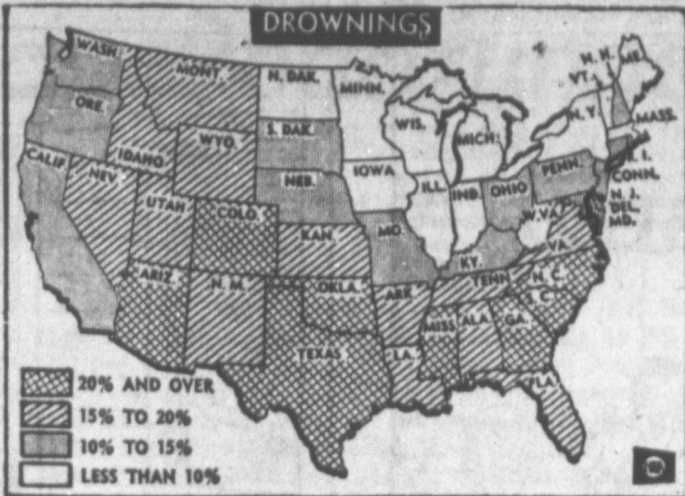 DROWNINGS
WASH.
MONT.
N. DAK.
MINN.
N. H.
VT.
ME.
ORE.
IDAHO
WYO.
S. DAK.
WIS.
MICH.
N. Y.
MASS.
R. I.
CONN.
N. J.
DEL.
MD.
CALIF.
NEV.
UTAH
COLO.
NEB.
IOWA
ILL.
IND.
OHIO
PENN.
W.VA.
VA.
KAN.
MO.
KY.
ARIZ.
N. M.
OKLA.
ARK.
TENN.
N. C.
S. C.
TEXAS
LA.
MISS.
ALA.
GA.
FLA.
20% AND OVER
15% TO 20%
10% TO 15%
LESS THAN 10%